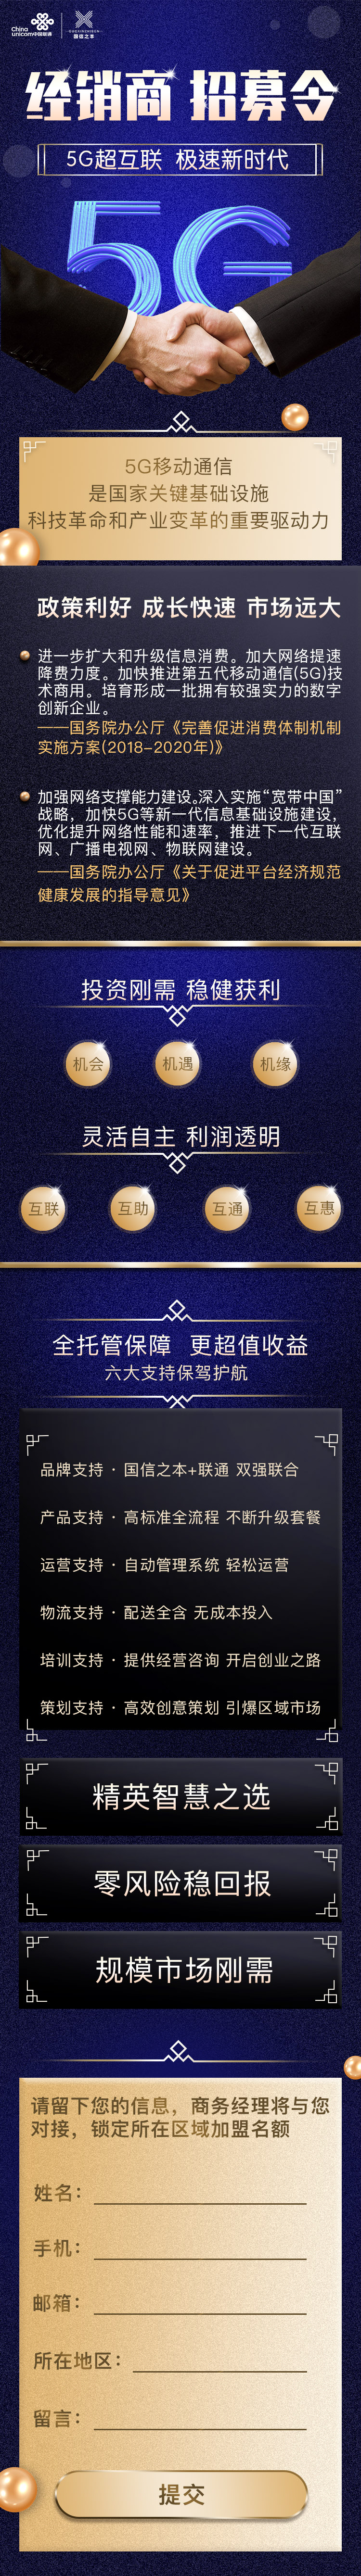 China
unicom中国联通
GUOXINZHIBEN
国信之本
经销商 招募令
5G超互联 极速新时代
5G
5G移动通信
是国家关键基础设施
科技革命和产业变革的重要驱动力
政策利好 成长快速 市场远大
进一步扩大和升级信息消费。加大网络提速
降费力度。加快推进第五代移动通信(5G)技
术商用。培育形成一批拥有较强实力的数字
创新企业。
——国务院办公厅《完善促进消费体制机制
实施方案(2018-2020年)》
加强网络支撑能力建设。深入实施“宽带中国”
战略，加快5G等新一代信息基础设施建设，
优化提升网络性能和速率，推进下一代互联
网、广播电视网、物联网建设。
——国务院办公厅《关于促进平台经济规范
健康发展的指导意见》
投资刚需 稳健获利
机会 机遇 机缘
灵活自主 利润透明
互联 互助 互通 互惠
全托管保障 更超值收益
六大支持保驾护航
品牌支持 · 国信之本+联通 双强联合
产品支持 · 高标准全流程 不断升级套餐
运营支持 · 自动管理系统 轻松运营
物流支持 · 配送全含 无成本投入
培训支持 · 提供经营咨询 开启创业之路
策划支持 · 高效创意策划 引爆区域市场
精英智慧之选
零风险稳回报
规模市场刚需
请留下您的信息，商务经理将与您
对接，锁定所在区域加盟名额
姓名：
手机：
邮箱：
所在地区：
留言：
提交